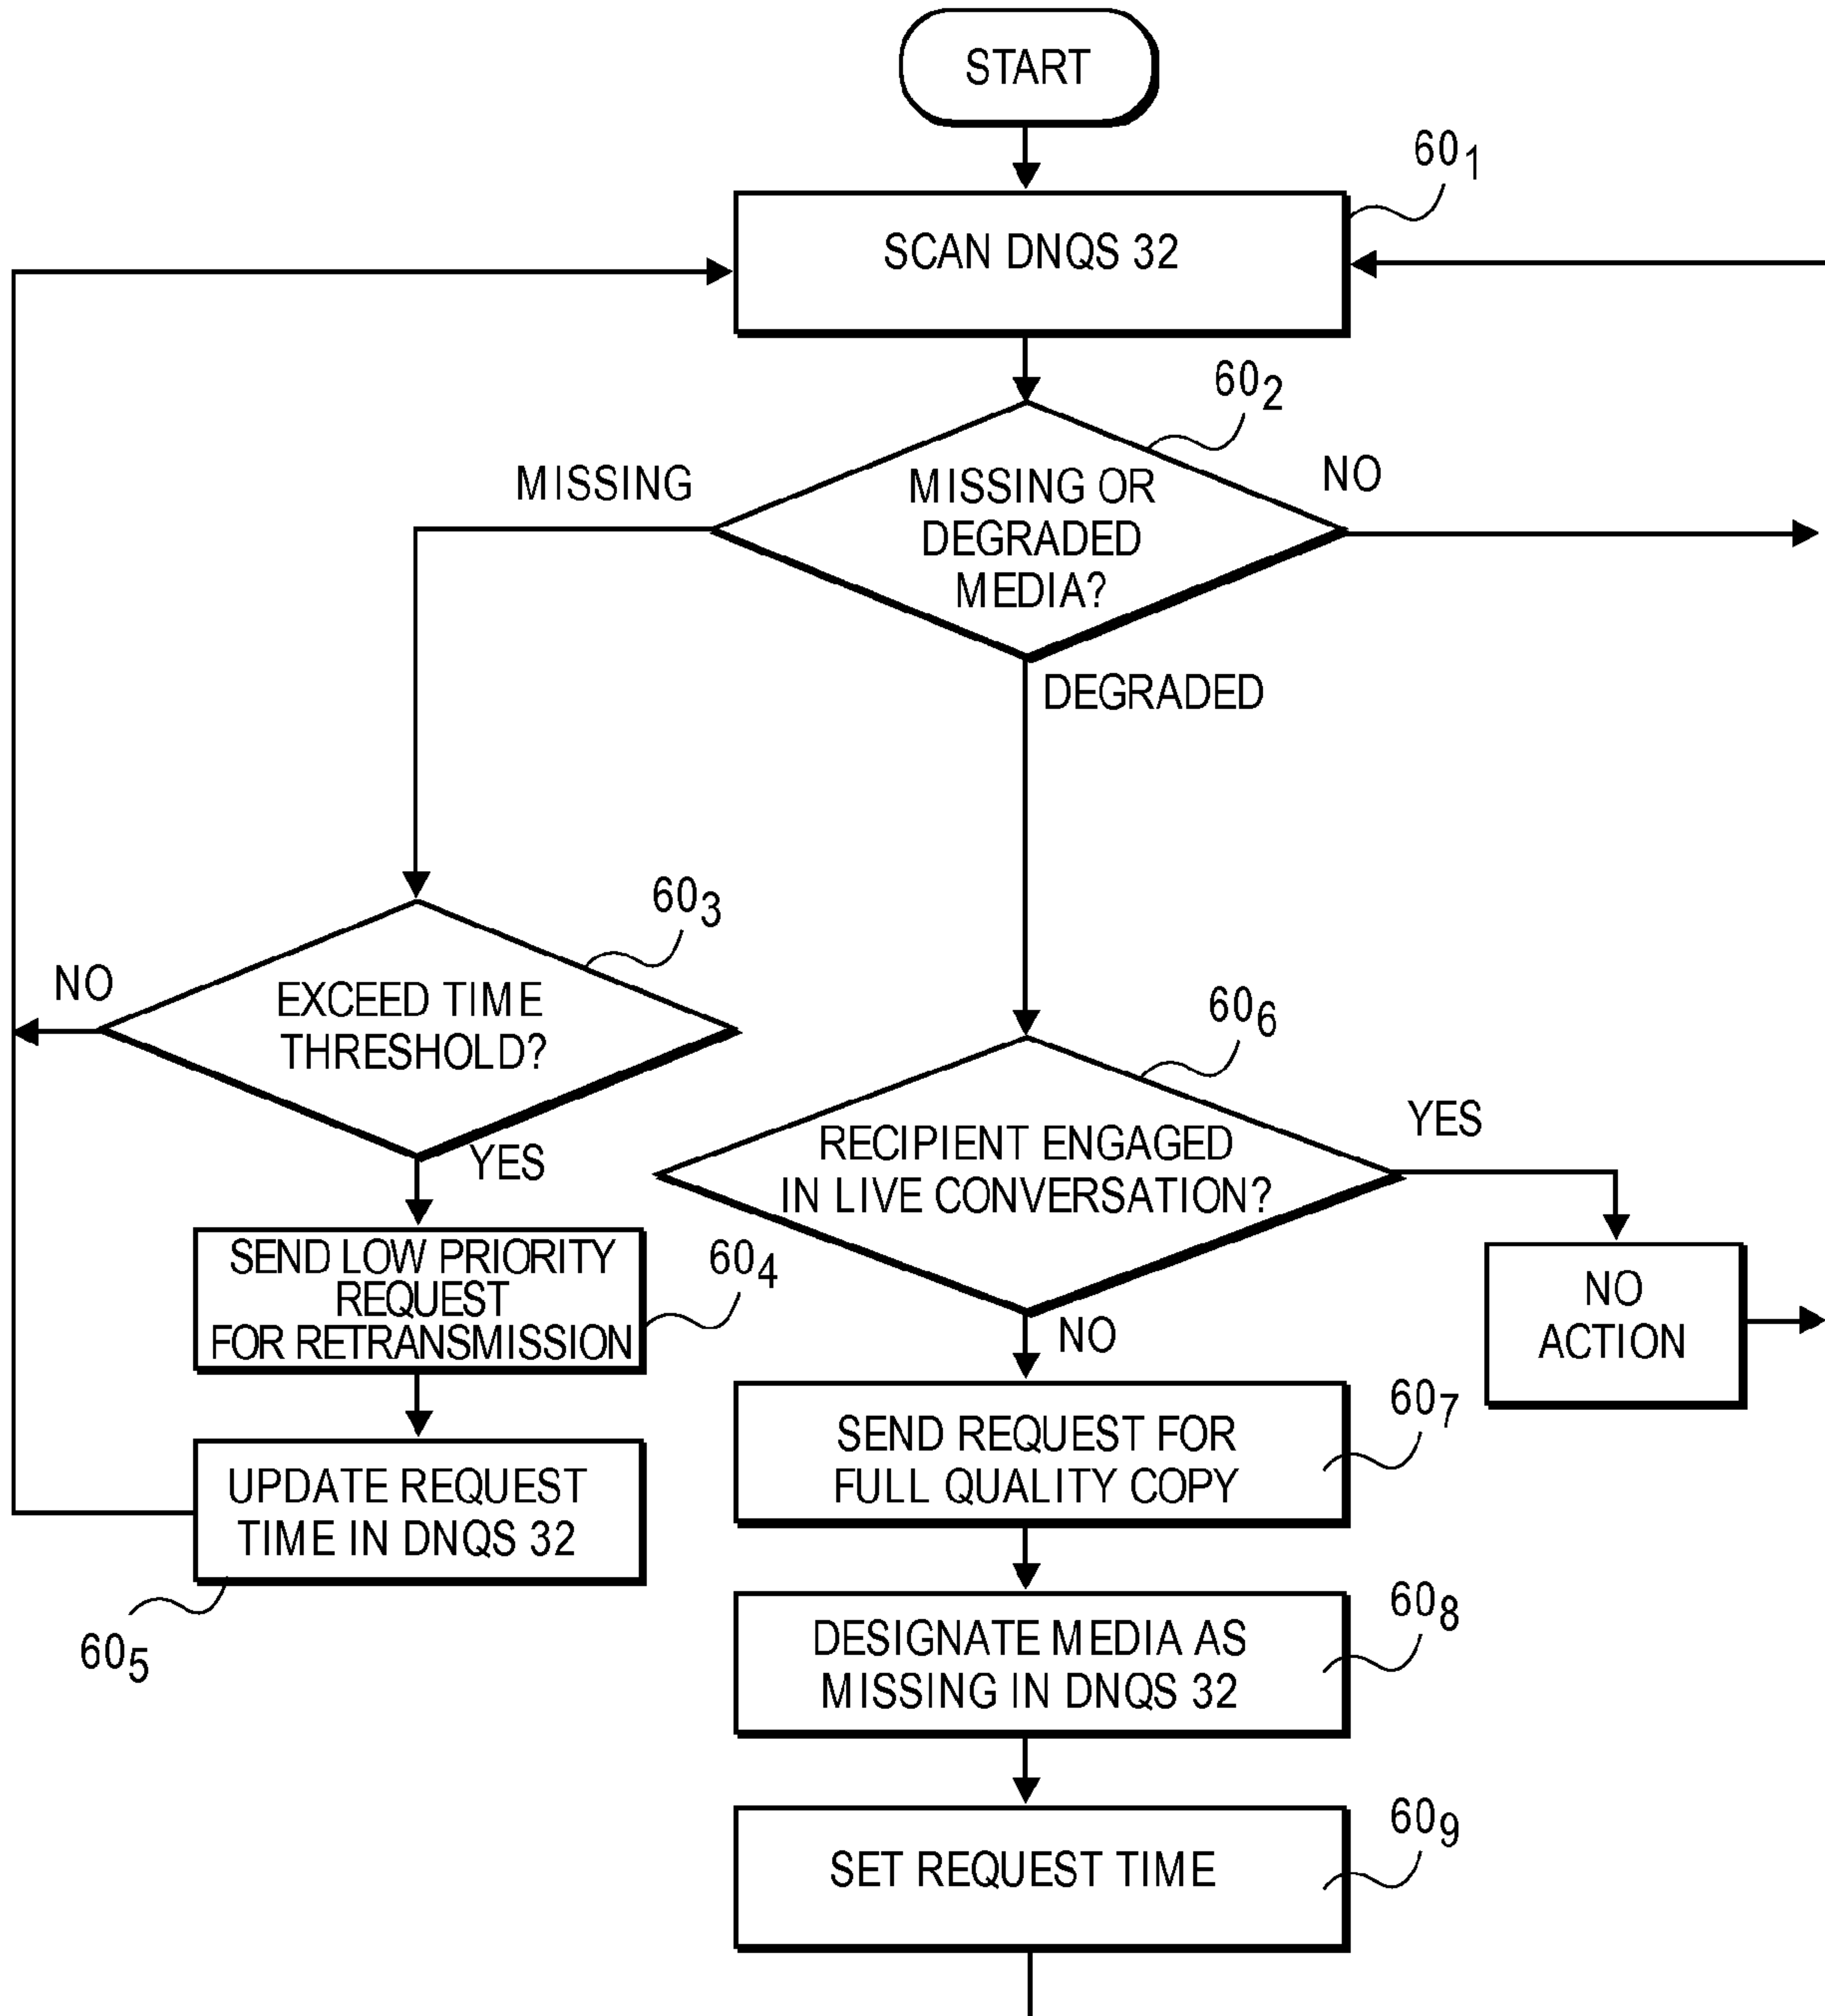 START
60₁
SCAN DNQS 32
60₂
MISSING
MISSING OR
DEGRADED
MEDIA?
NO
DEGRADED
60₃
NO
EXCEED TIME
THRESHOLD?
YES
60₆
RECIPIENT ENGAGED
IN LIVE CONVERSATION?
YES
SEND LOW PRIORITY
REQUEST
FOR RETRANSMISSION
60₄
NO
NO
ACTION
UPDATE REQUEST
TIME IN DNQS 32
60₅
SEND REQUEST FOR
FULL QUALITY COPY
60₇
DESIGNATE MEDIA AS
MISSING IN DNQS 32
60₈
SET REQUEST TIME
60₉